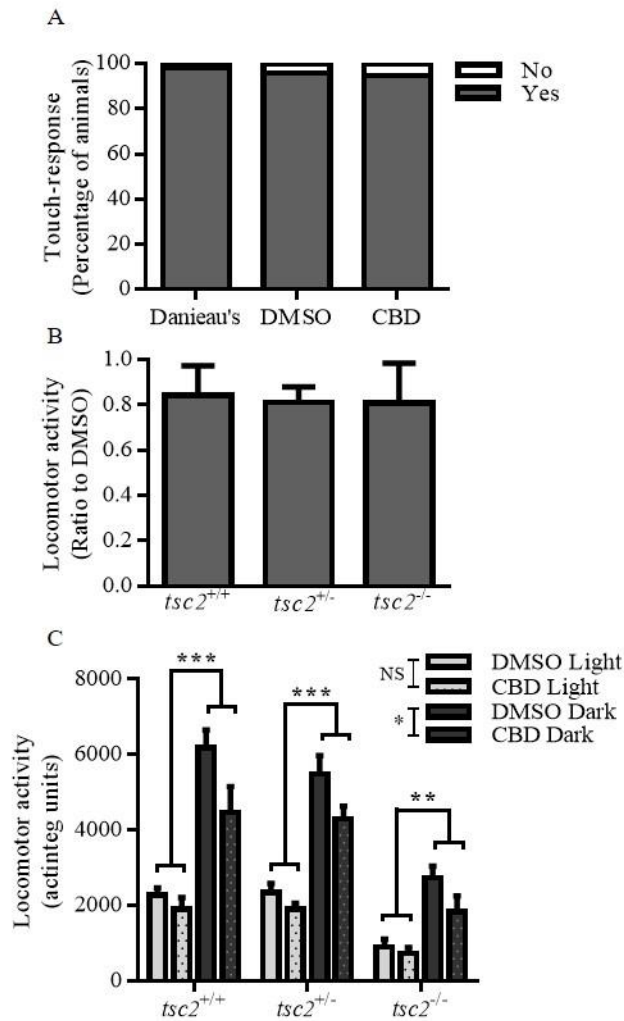 A
Touch-response
(Percentage of animals)
100
80
60
40
20
0
No
Yes
Danieau's DMSO CBD
B
Locomotor activity
(Ratio to DMSO)
1.0
0.8
0.6
0.4
0.2
0.0
tsc2+/+ tsc2+/- tsc2-/-
C
Locomotor activity
(actinteg units)
8000
6000
4000
2000
0
*** *** **
NS
*
DMSO Light
CBD Light
DMSO Dark
CBD Dark
tsc2+/+ tsc2+/- tsc2-/-